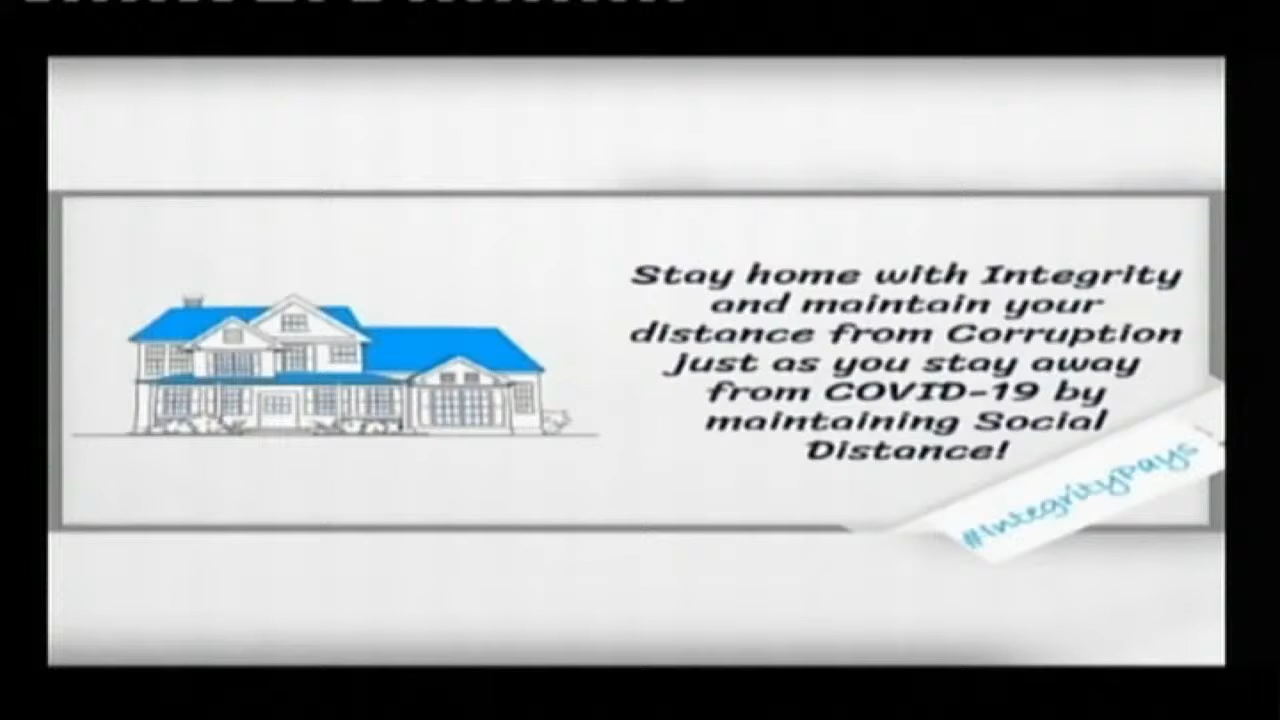 Stay home with Integrity
and maintain your
distance from Corruption
just as you stay away
from COVID-19 by
maintaining Social
Distance!
#IntegrityPays